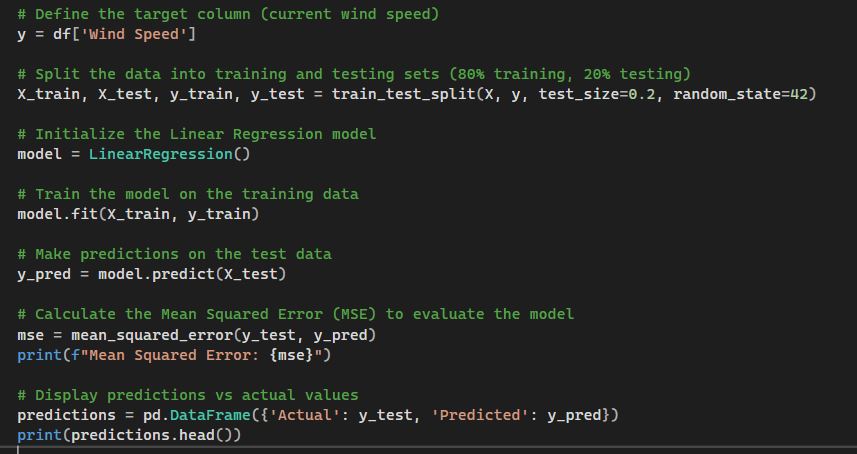 # Define the target column (current wind speed)
y = df['Wind Speed']
# Split the data into training and testing sets (80% training, 20% testing)
X_train, X_test, y_train, y_test = train_test_split(X, y, test_size=0.2, random_state=42)
# Initialize the Linear Regression model
model = LinearRegression()
# Train the model on the training data
model.fit(X_train, y_train)
# Make predictions on the test data
y_pred = model.predict(X_test)
# Calculate the Mean Squared Error (MSE) to evaluate the model
mse = mean_squared_error(y_test, y_pred)
print(f"Mean Squared Error: {mse}")
# Display predictions vs actual values
predictions = pd.DataFrame({'Actual': y_test, 'Predicted': y_pred})
print(predictions.head())